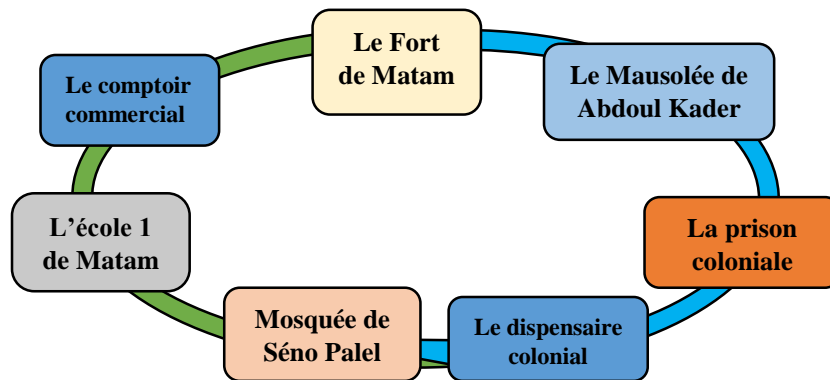 Le Fort
de Matam
Le Mausolée de
Abdoul Kader
La prison
coloniale
Le dispensaire
colonial
Mosquée de
Séno Palel
L’école 1
de Matam
Le comptoir
commercial